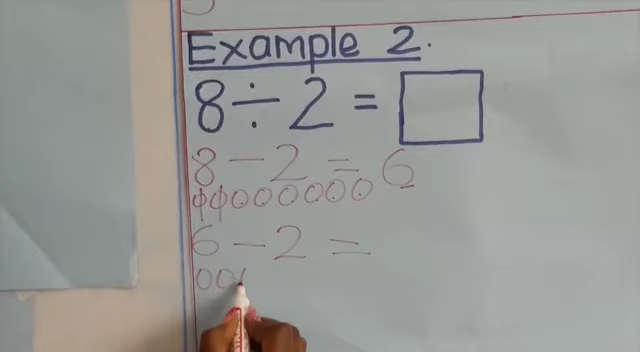 Example 2.
8 ÷ 2 =
8 − 2 = 6
6 − 2 =